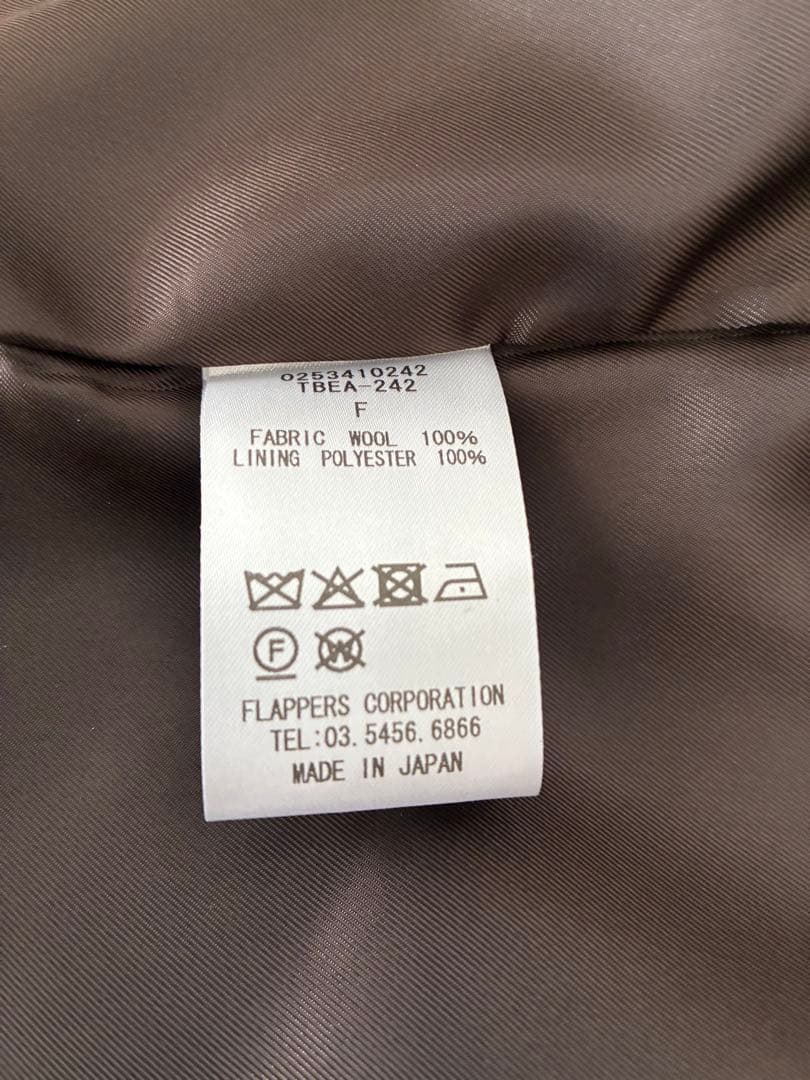 0253410242
TBEA-242
F
FABRIC WOOL 100%
LINING POLYESTER 100%
F W
FLAPPERS CORPORATION
TEL:03.5456.6866
MADE IN JAPAN